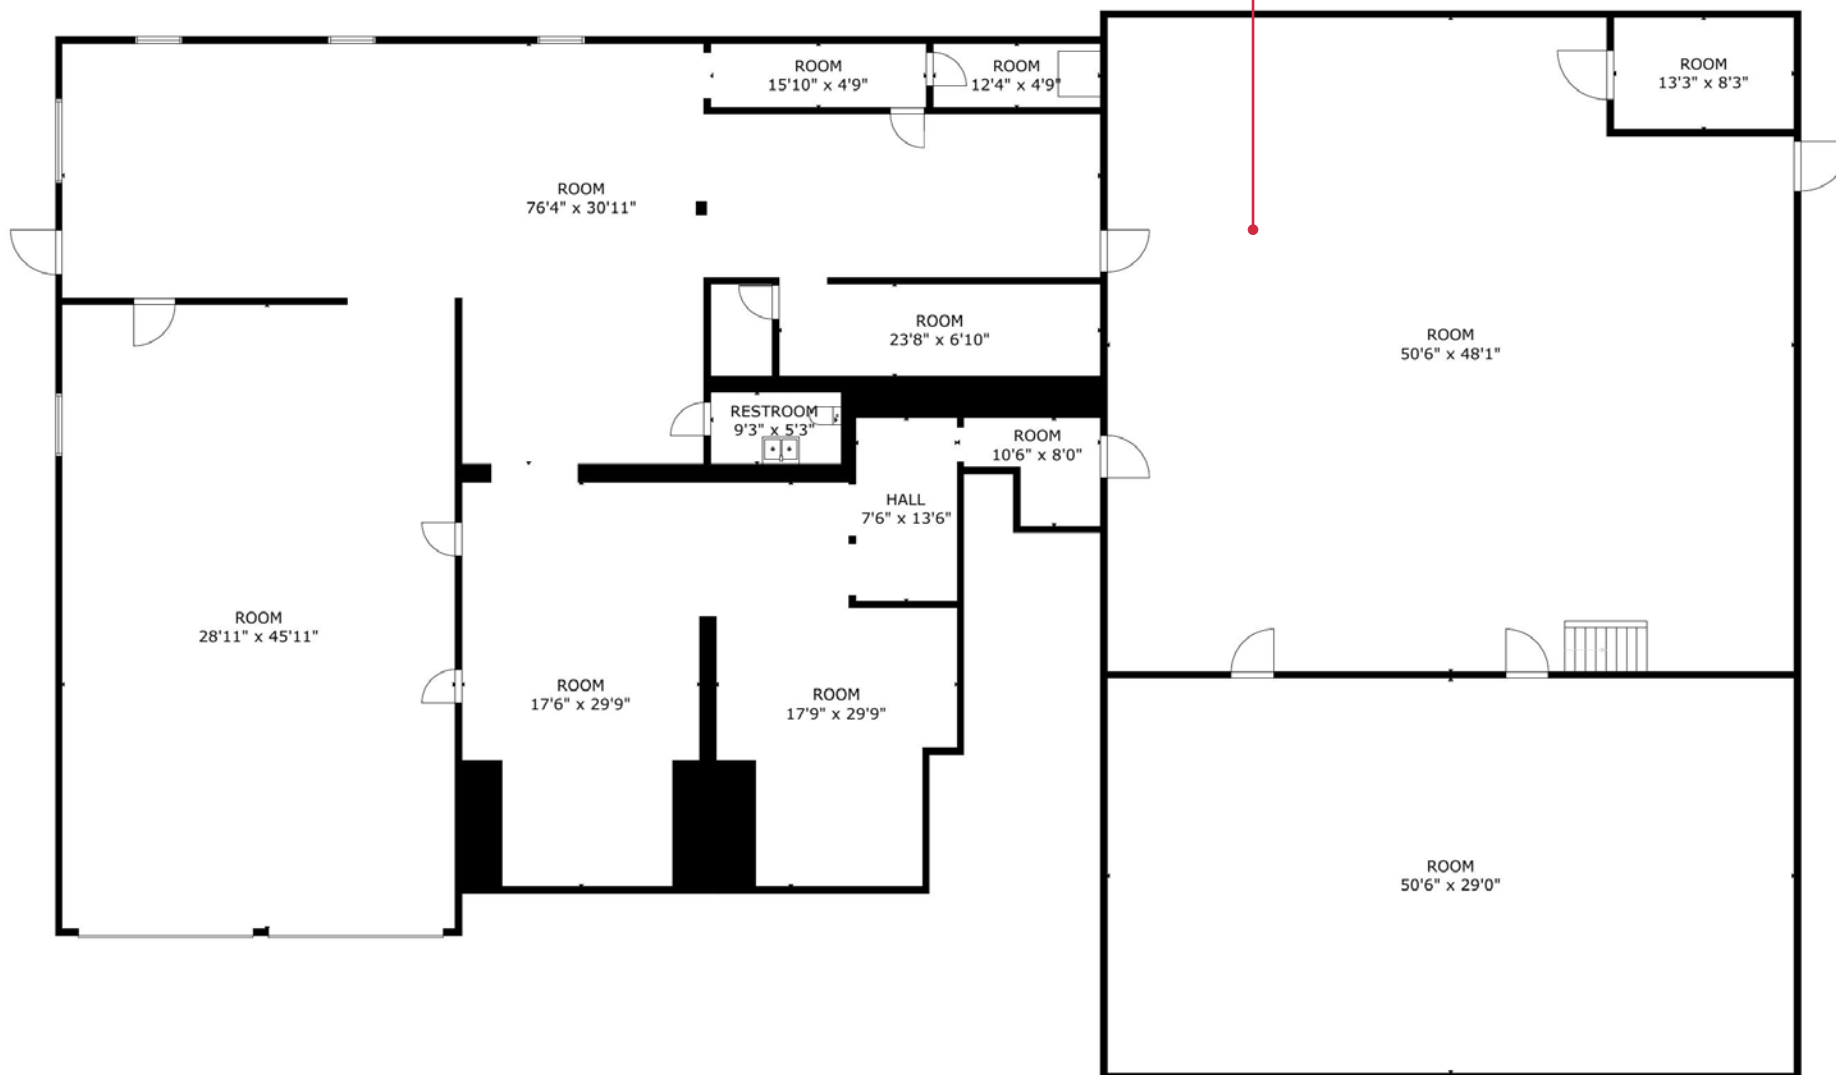 ROOM
15'10" x 4'9"
ROOM
12'4" x 4'9"
ROOM
13'3" x 8'3"
ROOM
76'4" x 30'11"
ROOM
23'8" x 6'10"
ROOM
50'6" x 48'1"
RESTROOM
9'3" x 5'3"
ROOM
10'6" x 8'0"
HALL
7'6" x 13'6"
ROOM
28'11" x 45'11"
ROOM
17'6" x 29'9"
ROOM
17'9" x 29'9"
ROOM
50'6" x 29'0"